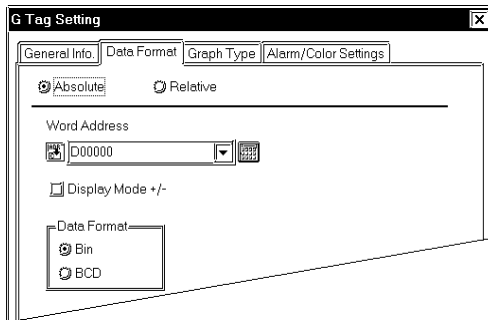 G Tag Setting
General Info. Data Format Graph Type Alarm/Color Settings
Absolute Relative
Word Address
D00000
Display Mode +/-
Data Format
Bin
BCD